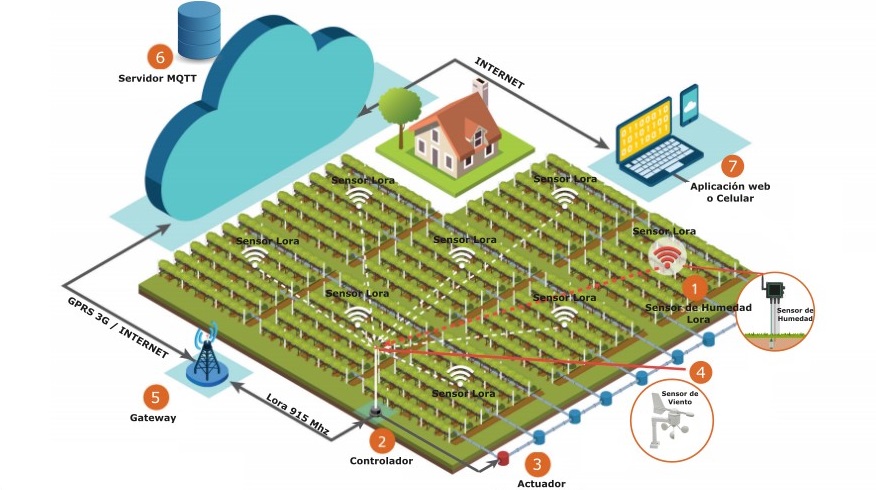 6
Servidor MQTT
INTERNET
7
Aplicación web
o Celular
Sensor Lora
Sensor Lora
Sensor Lora
Sensor Lora
Sensor Lora
1
Sensor de Humedad
Lora
Sensor de
Humedad
Sensor Lora
Sensor Lora
GPRS 3G / INTERNET
4
Sensor de
Viento
5
Gateway
Sensor Lora
Lora 915 Mhz
2
Controlador
3
Actuador